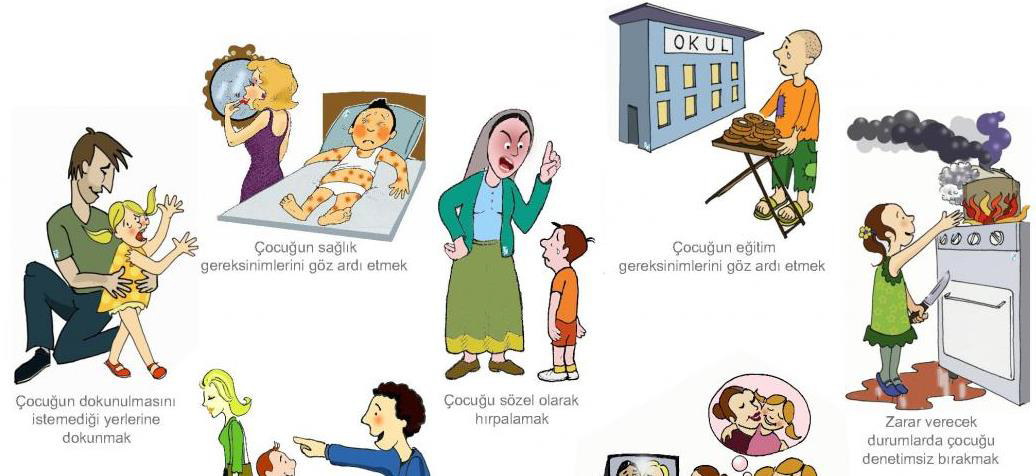 OKUL
Çocuğun sağlık
gereksinimlerini göz ardı etmek
Çocuğun eğitim
gereksinimlerini göz ardı etmek
Çocuğun dokunulmasını
istemediği yerlerine
dokunmak
Çocuğu sözel olarak
hırpalamak
Zarar verecek
durumlarda çocuğu
denetimsiz bırakmak